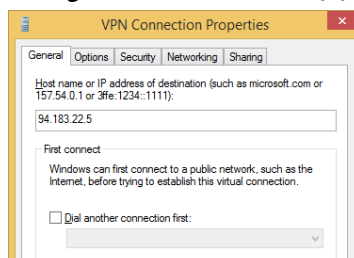 VPN Connection Properties
General Options Security Networking Sharing
Host name or IP address of destination (such as microsoft.com or
157.54.0.1 or 3ffe:1234::1111):
94.183.22.5
First connect
Windows can first connect to a public network, such as the
Internet, before trying to establish this virtual connection.
Dial another connection first: